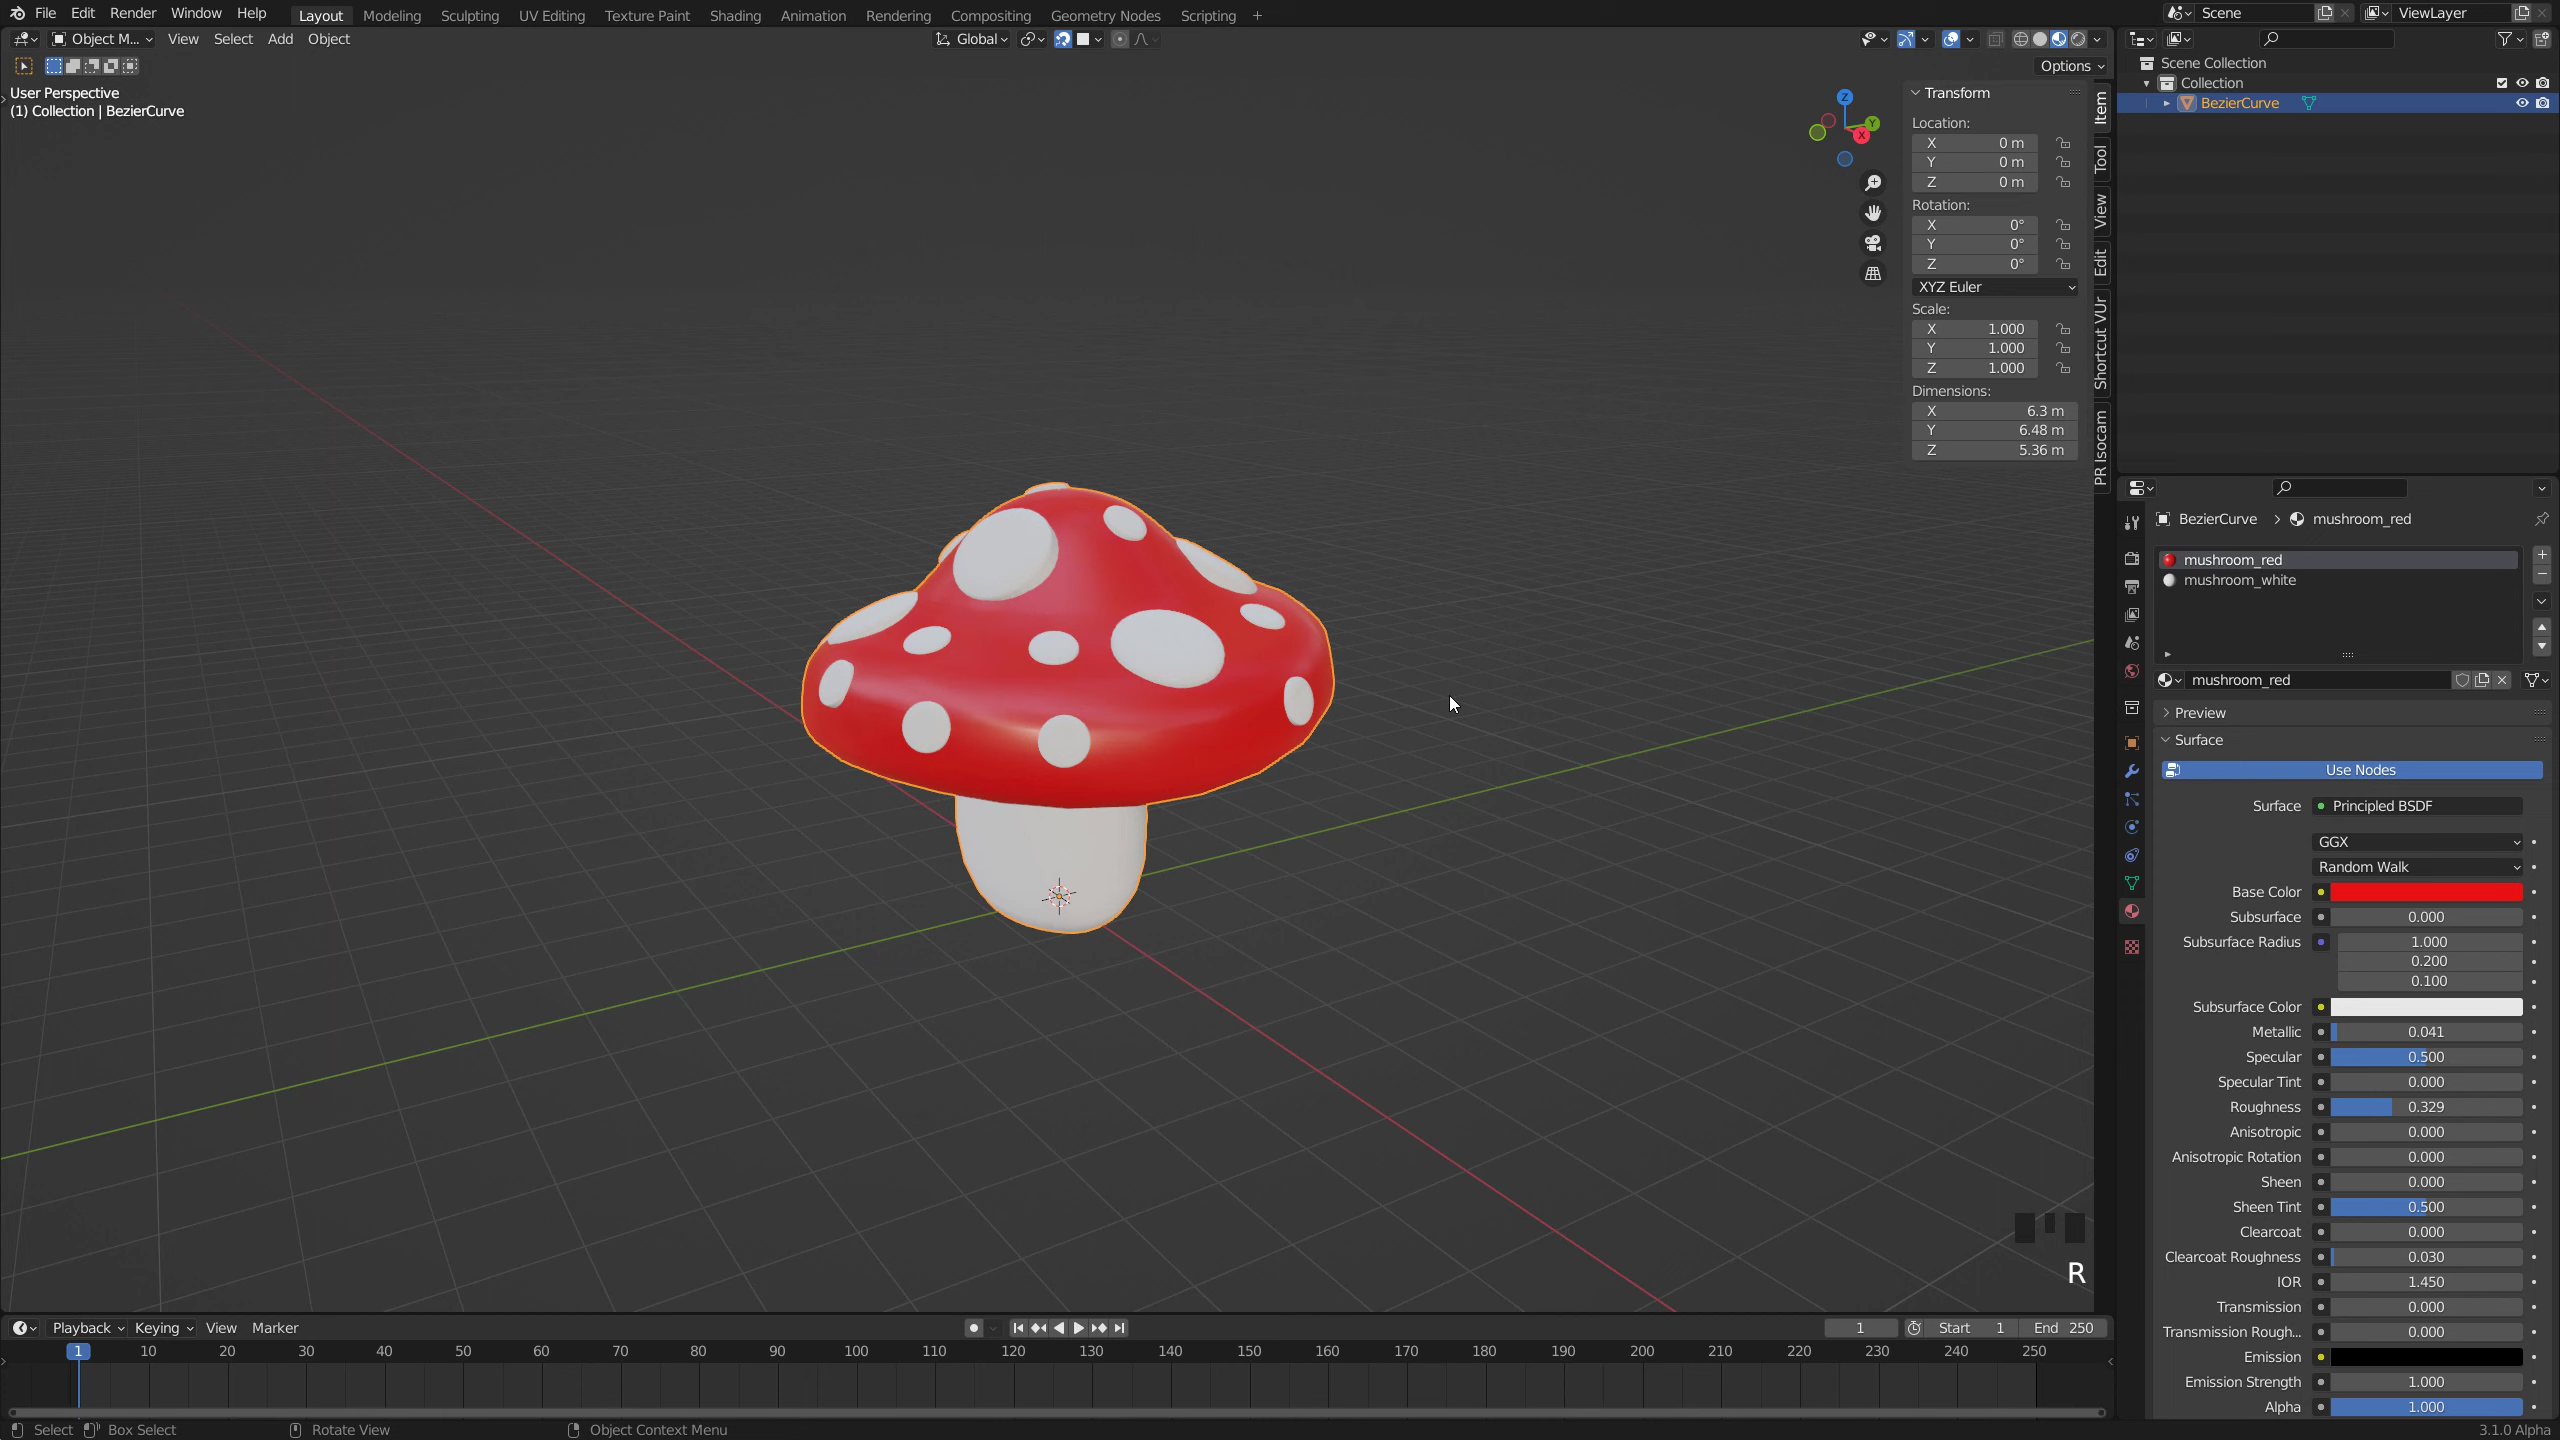 File Edit Render Window Help Layout Modeling Sculpting UV Editing Texture Paint Shading Animation Rendering Compositing Geometry Nodes Scripting + Scene ViewLayer
Object M... View Select Add Object Global
Options
User Perspective
(1) Collection | BezierCurve
Z
Y
X
Transform
Location:
X 0 m
Y 0 m
Z 0 m
Rotation:
X 0°
Y 0°
Z 0°
XYZ Euler
Scale:
X 1.000
Y 1.000
Z 1.000
Dimensions:
X 6.3 m
Y 6.48 m
Z 5.36 m
Item
Tool
View
Edit
Shortcut VUr
PR Isocam
Scene Collection
Collection
BezierCurve
BezierCurve > mushroom_red
mushroom_red
mushroom_white
mushroom_red
Preview
Surface
Use Nodes
Surface Principled BSDF
GGX
Random Walk
Base Color
Subsurface 0.000
Subsurface Radius 1.000
0.200
0.100
Subsurface Color
Metallic 0.041
Specular 0.500
Specular Tint 0.000
Roughness 0.329
Anisotropic 0.000
Anisotropic Rotation 0.000
Sheen 0.000
Sheen Tint 0.500
Clearcoat 0.000
Clearcoat Roughness 0.030
IOR 1.450
Transmission 0.000
Transmission Rough... 0.000
Emission
Emission Strength 1.000
Alpha 1.000
R
Playback Keying View Marker 1 Start 1 End 250
1 10 20 30 40 50 60 70 80 90 100 110 120 130 140 150 160 170 180 190 200 210 220 230 240 250
Select Box Select Rotate View Object Context Menu 3.1.0 Alpha